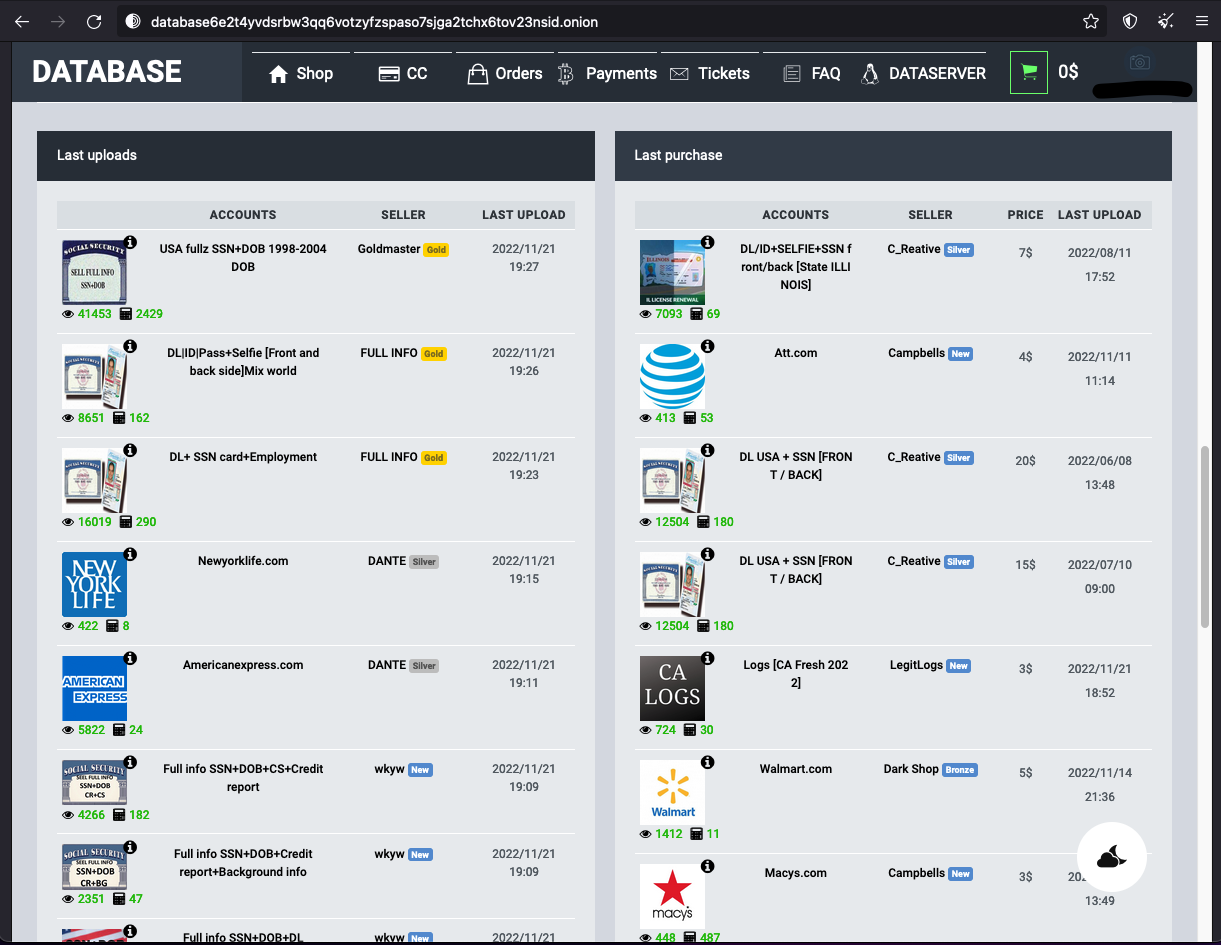 database6e2t4yvdsrbw3qq6votzyfzspaso7sjga2tchx6tov23nsid.onion
DATABASE Shop CC Orders Payments Tickets FAQ DATASERVER 0$
Last uploads
ACCOUNTS SELLER LAST UPLOAD
SOCIAL SECURITY
SELL FULL INFO
SSN+DOB
USA fullz SSN+DOB 1998-2004
DOB
Goldmaster Gold
2022/11/21
19:27
41453 2429
DL|ID|Pass+Selfie [Front and
back side]Mix world
FULL INFO Gold
2022/11/21
19:26
8651 162
DL+ SSN card+Employment
FULL INFO Gold
2022/11/21
19:23
16019 290
NEW
YORK
LIFE
Newyorklife.com
DANTE Silver
2022/11/21
19:15
422 8
AMERICAN
EXPRESS
Americanexpress.com
DANTE Silver
2022/11/21
19:11
5822 24
SOCIAL SECURITY
SEEL FULL INFO
SSN+DOB
CR+CS
Full info SSN+DOB+CS+Credit
report
wkyw New
2022/11/21
19:09
4266 182
SOCIAL SECURITY
SEEL FULL INFO
SSN+DOB
CR+BG
Full info SSN+DOB+Credit
report+Background info
wkyw New
2022/11/21
19:09
2351 47
Full info SSN+DOB+DL
wkyw New
2022/11/21
Last purchase
ACCOUNTS SELLER PRICE LAST UPLOAD
ILLINOIS
IL LICENSE RENEWAL
DL/ID+SELFIE+SSN f
ront/back [State ILLI
NOIS]
C_Reative Silver
7$
2022/08/11
17:52
7093 69
Att.com
Campbells New
4$
2022/11/11
11:14
413 53
DL USA + SSN [FRON
T / BACK]
C_Reative Silver
20$
2022/06/08
13:48
12504 180
DL USA + SSN [FRON
T / BACK]
C_Reative Silver
15$
2022/07/10
09:00
12504 180
CA
LOGS
Logs [CA Fresh 202
2]
LegitLogs New
3$
2022/11/21
18:52
724 30
Walmart
Walmart.com
Dark Shop Bronze
5$
2022/11/14
21:36
1412 11
macy's
Macys.com
Campbells New
3$
13:49
448 487